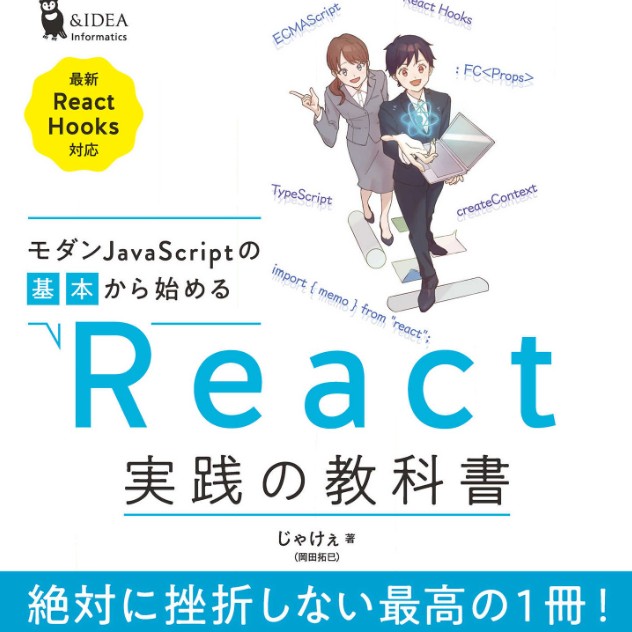 &IDEA
Informatics
最新
React
Hooks
対応
ECMAScript
React Hooks
: FC<Props>
TypeScript
createContext
import { memo } from "react";
モダンJavaScriptの
基本から始める
React
実践の教科書
じゃけぇ 著
(岡田拓巳)
絶対に挫折しない最高の1冊!